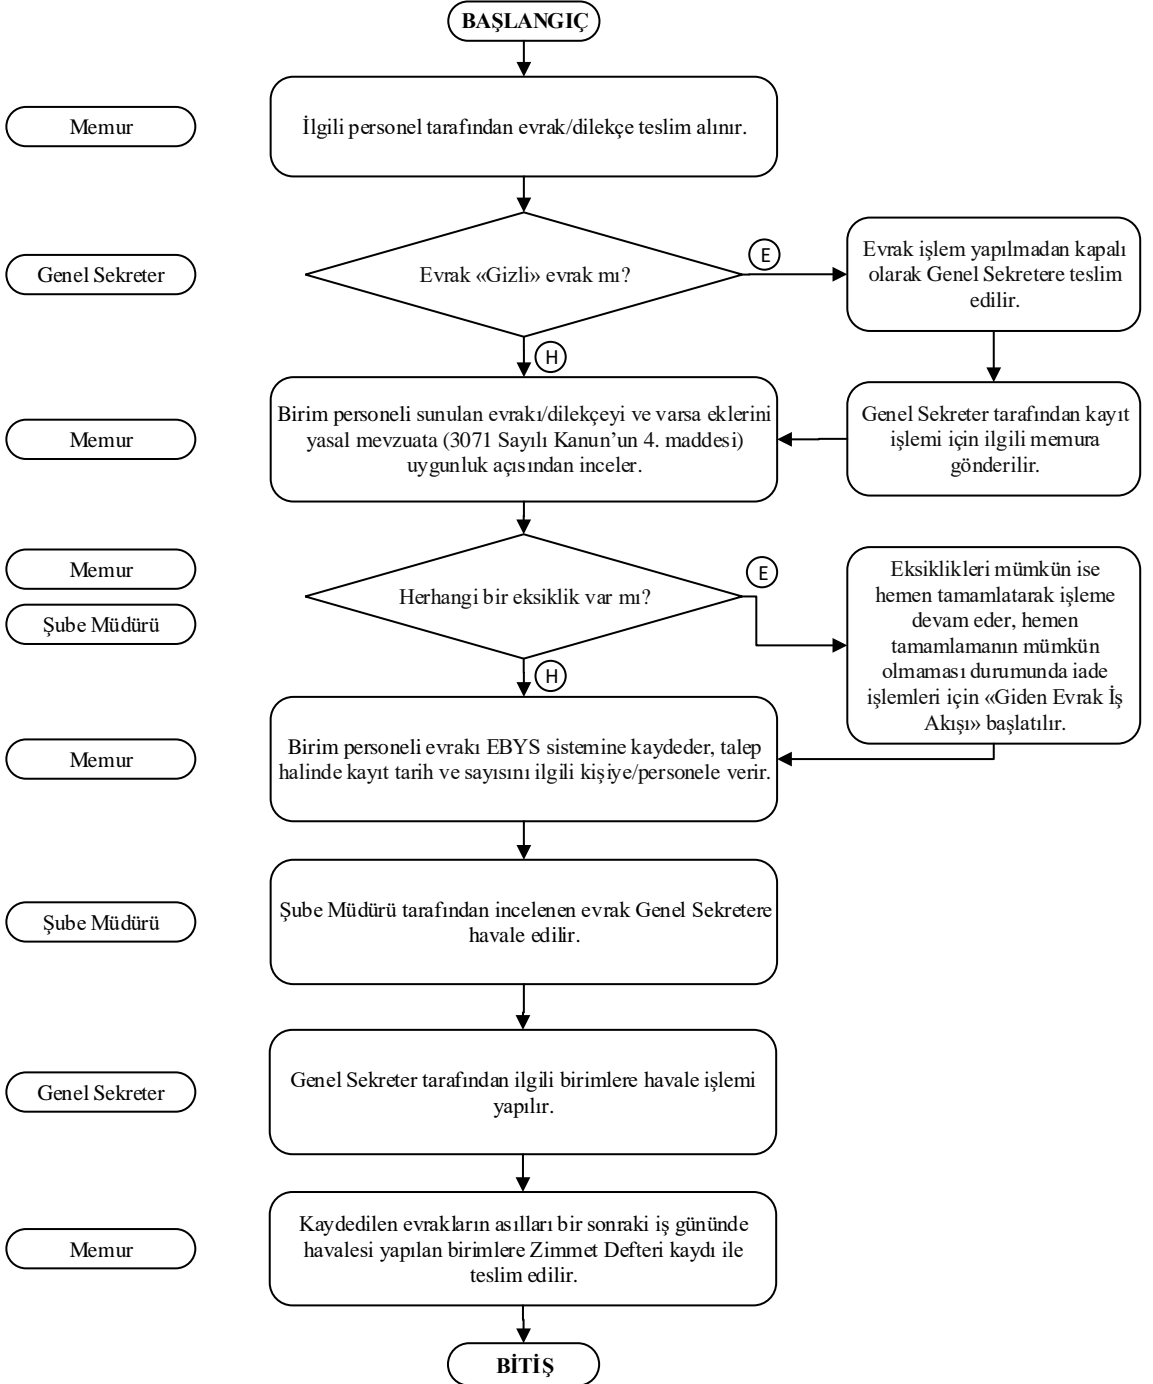 BAŞLANGIÇ
Memur
İlgili personel tarafından evrak/dilekçe teslim alınır.
Genel Sekreter
Evrak «Gizli» evrak mı?
E
Evrak işlem yapılmadan kapalı
olarak Genel Sekretere teslim
edilir.
H
Memur
Birim personeli sunulan evrakı/dilekçeyi ve varsa eklerini
yasal mevzuata (3071 Sayılı Kanun’un 4. maddesi)
uygunluk açısından inceler.
Genel Sekreter tarafından kayıt
işlemi için ilgili memura
gönderilir.
Memur
Şube Müdürü
Herhangi bir eksiklik var mı?
E
Eksiklikleri mümkün ise
hemen tamamlatarak işleme
devam eder, hemen
tamamlamanın mümkün
olmaması durumunda iade
işlemleri için «Giden Evrak İş
Akışı» başlatılır.
H
Memur
Birim personeli evrakı EBYS sistemine kaydeder, talep
halinde kayıt tarih ve sayısını ilgili kişiye/personele verir.
Şube Müdürü
Şube Müdürü tarafından incelenen evrak Genel Sekretere
havale edilir.
Genel Sekreter
Genel Sekreter tarafından ilgili birimlere havale işlemi
yapılır.
Memur
Kaydedilen evrakların asılları bir sonraki iş gününde
havalesi yapılan birimlere Zimmet Defteri kaydı ile
teslim edilir.
BİTİŞ